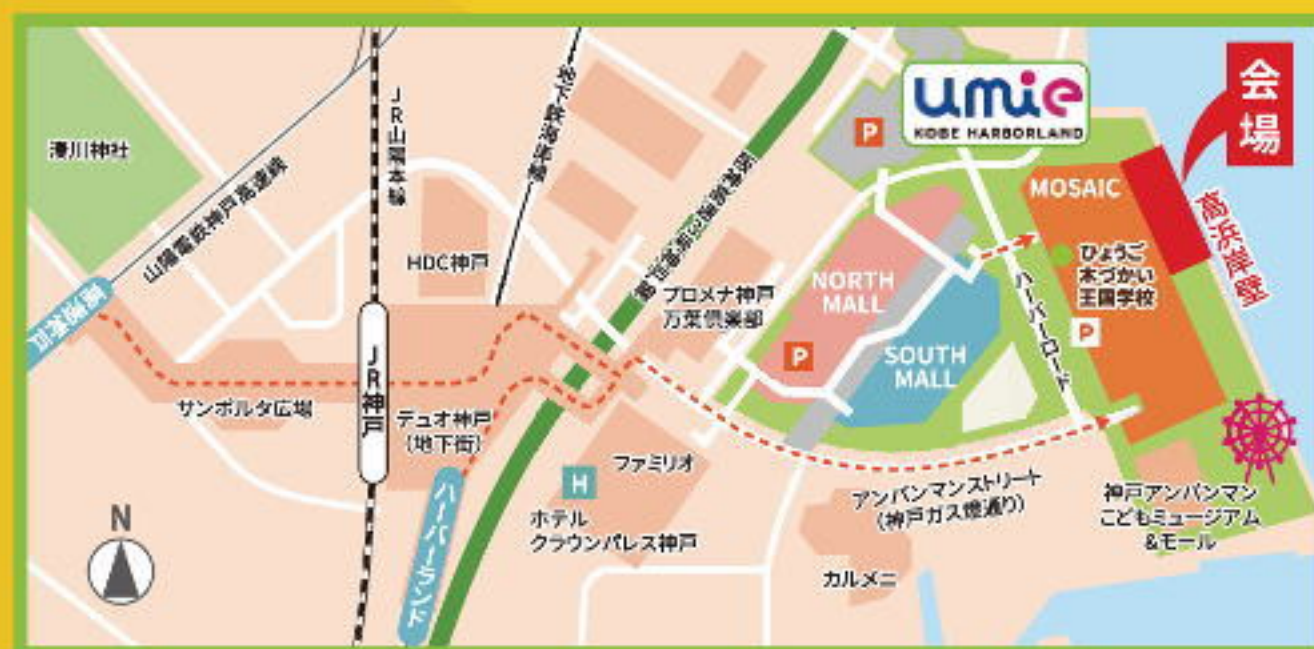 湊川神社
山陽電鉄神戸高速線
高速神戸
JR山陽本線
JR神戸
地下鉄海岸線
HDC神戸
サンポルタ広場
デュオ神戸
(地下街)
ハーバーランド
N
H
ホテル
クラウンパレス神戸
ファミリオ
プロメナ神戸
万葉倶楽部
P
umie
KOBE HARBORLAND
NORTH
MALL
P
SOUTH
MALL
ハーバーロード
MOSAIC
ひょうご
木づかい
王国学校
P
会場
高浜岸壁
アンパンマンストリート
(神戸ガス燈通り)
カルメニ
神戸アンパンマン
こどもミュージアム
&モール